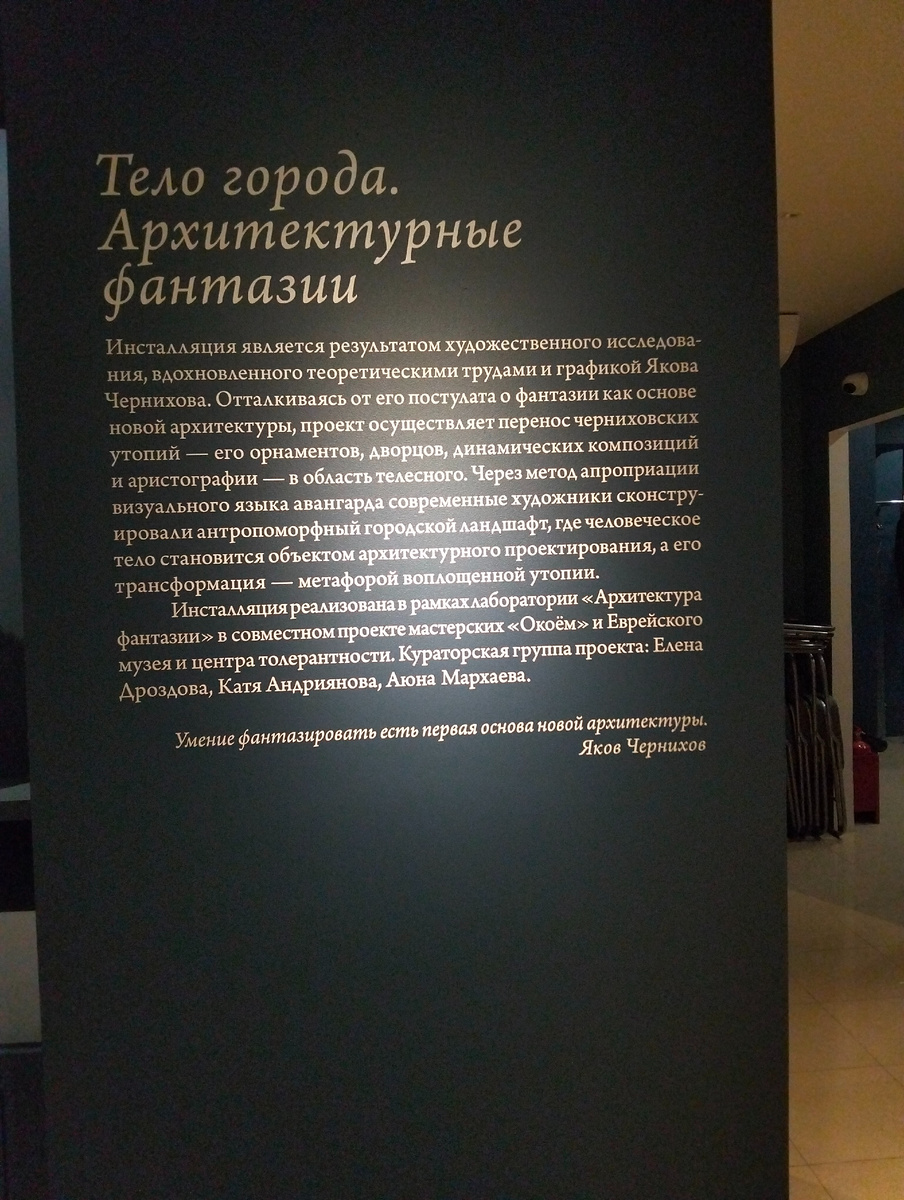 Тело города.
Архитектурные
фантазии
Инсталляция является результатом художественного исследова-
ния, вдохновленного теоретическими трудами и графикой Якова
Чернихова. Отталкиваясь от его постулата о фантазии как основе
новой архитектуры, проект осуществляет перенос черниховских
утопий — его орнаментов, дворцов, динамических композиций
и аристографии — в область телесного. Через метод апроприации
визуального языка авангарда современные художники сконстру-
ировали антропоморфный городской ландшафт, где человеческое
тело становится объектом архитектурного проектирования, а его
трансформация — метафорой воплощенной утопии.
Инсталляция реализована в рамках лаборатории «Архитектура
фантазии» в совместном проекте мастерских «Окоём» и Еврейского
музея и центра толерантности. Кураторская группа проекта: Елена
Дроздова, Катя Андриянова, Аюна Мархаева.
Умение фантазировать есть первая основа новой архитектуры.
Яков Чернихов